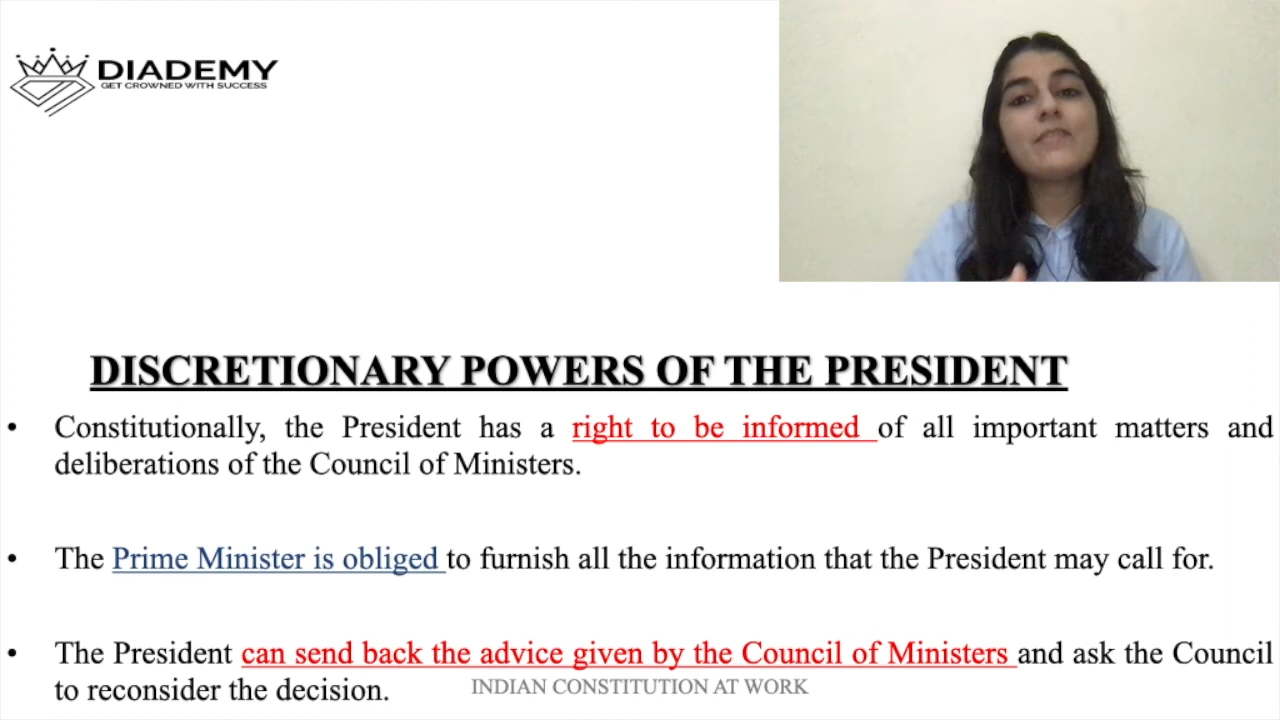 DIADEMY
GET CROWNED WITH SUCCESS
DISCRETIONARY POWERS OF THE PRESIDENT
• Constitutionally, the President has a right to be informed of all important matters and
deliberations of the Council of Ministers.
• The Prime Minister is obliged to furnish all the information that the President may call for.
• The President can send back the advice given by the Council of Ministers and ask the Council
to reconsider the decision.
INDIAN CONSTITUTION AT WORK